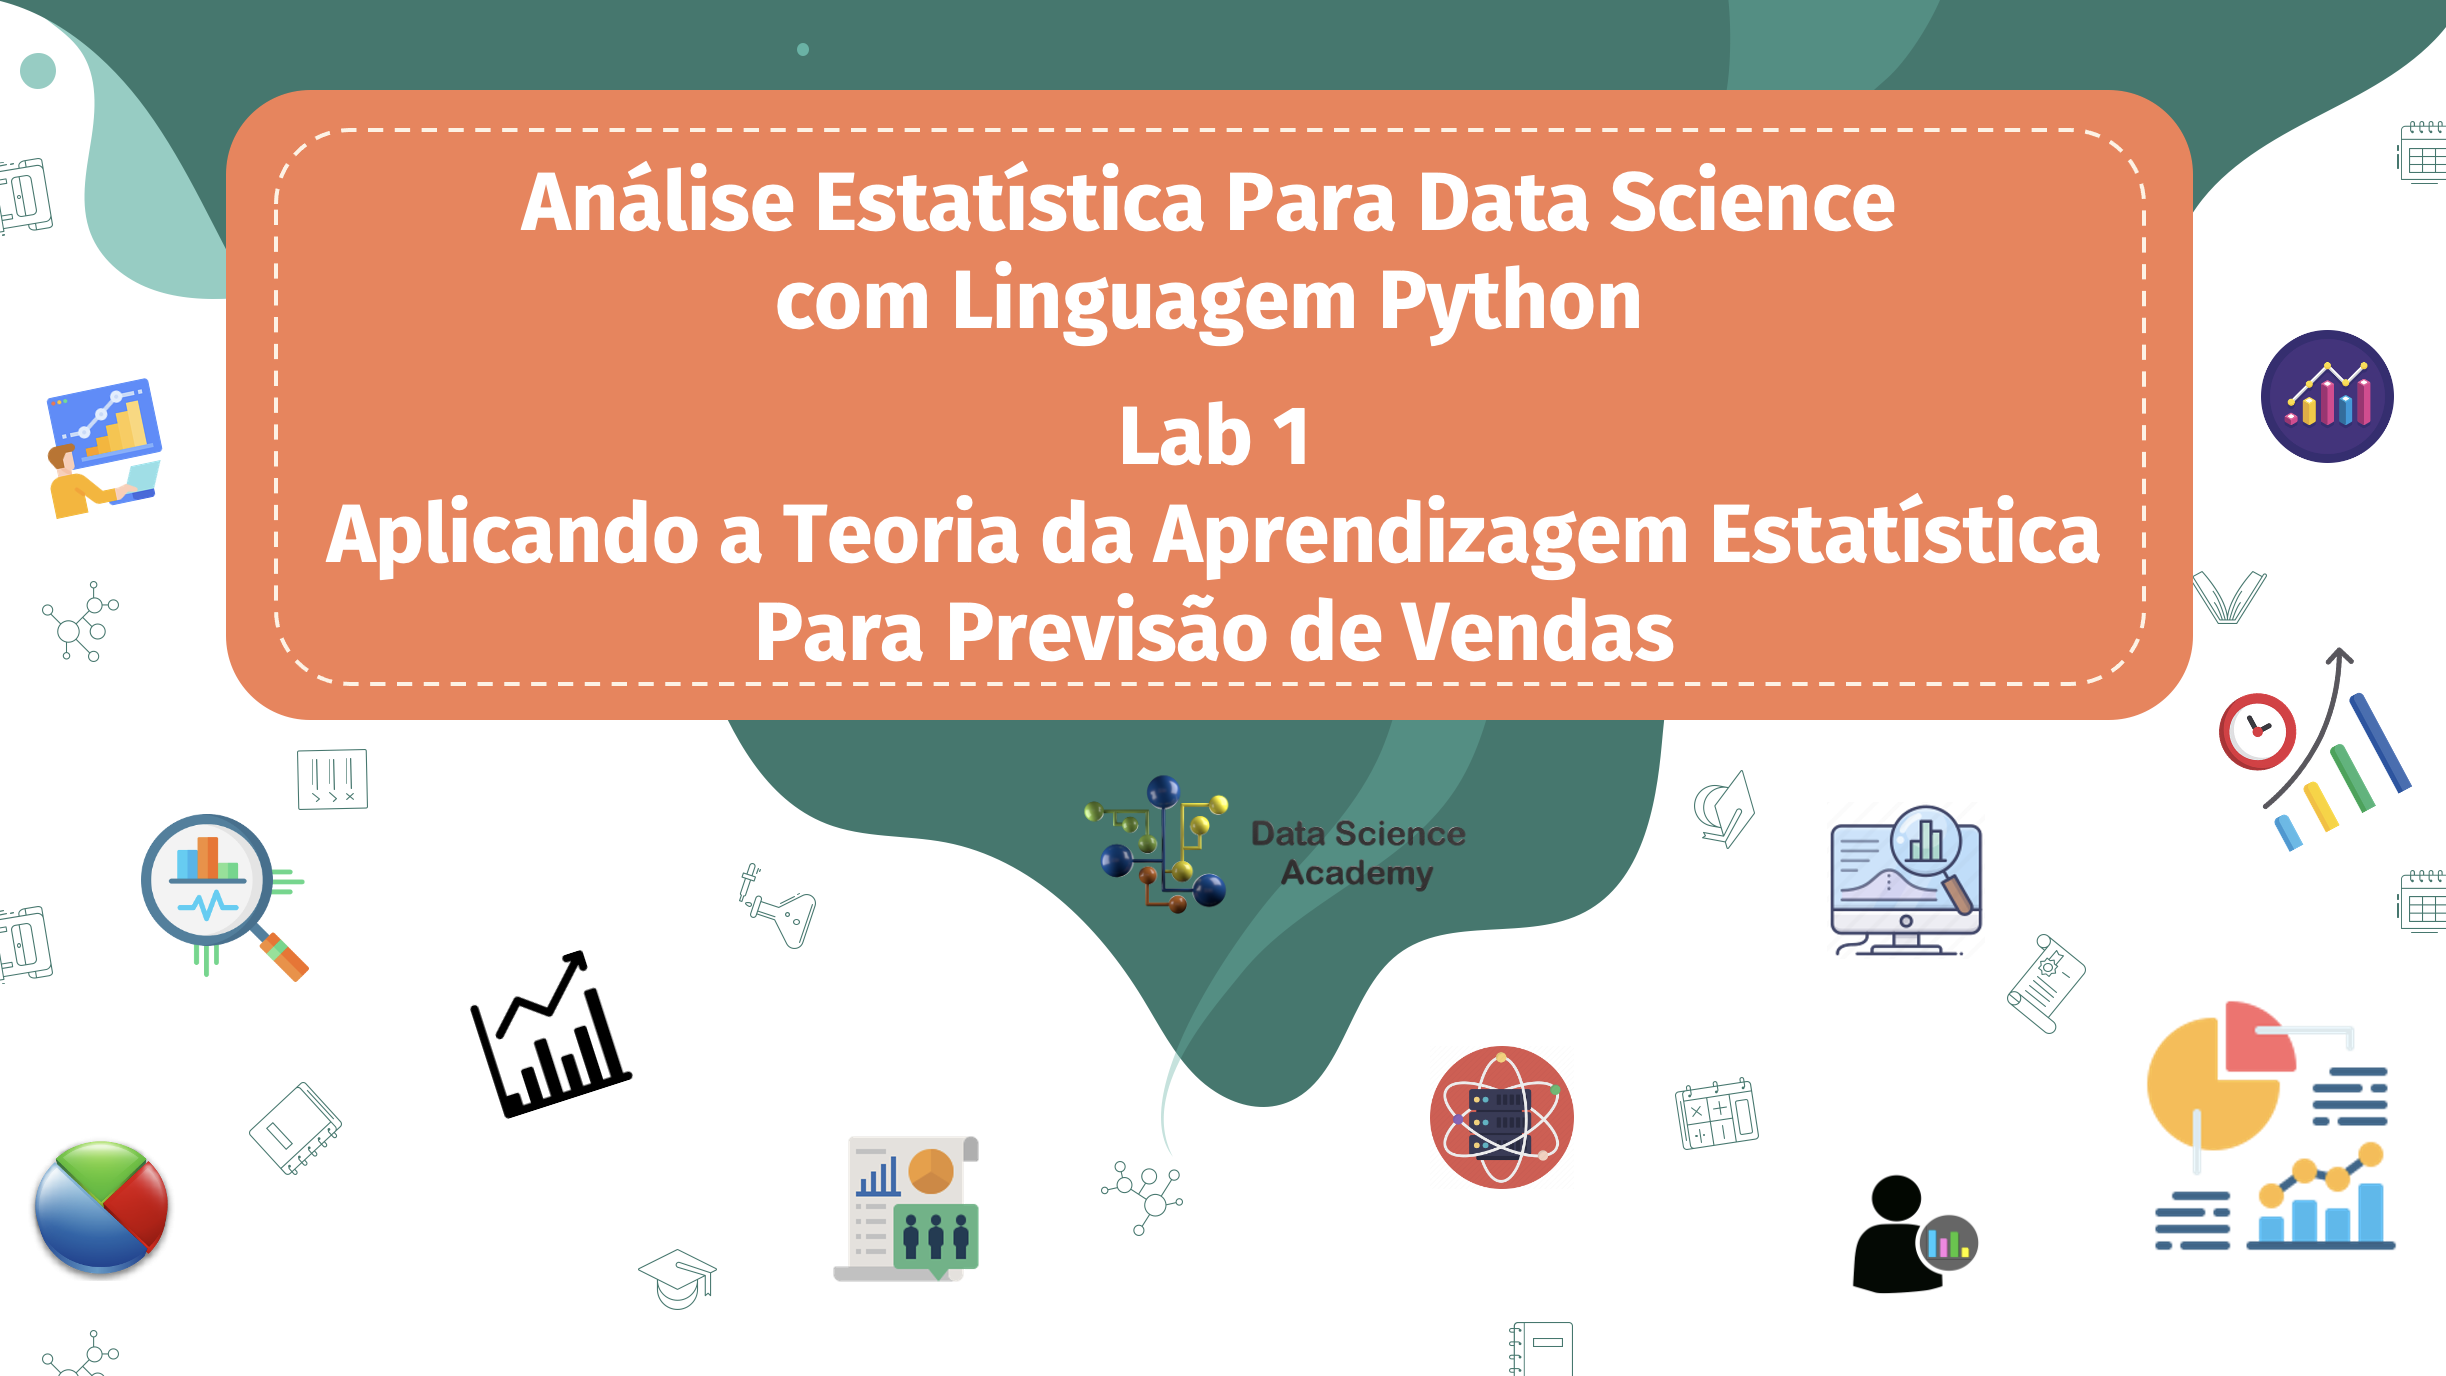 Análise Estatística Para Data Science
com Linguagem Python
Lab 1
Aplicando a Teoria da Aprendizagem Estatística
Para Previsão de Vendas
Data Science
Academy